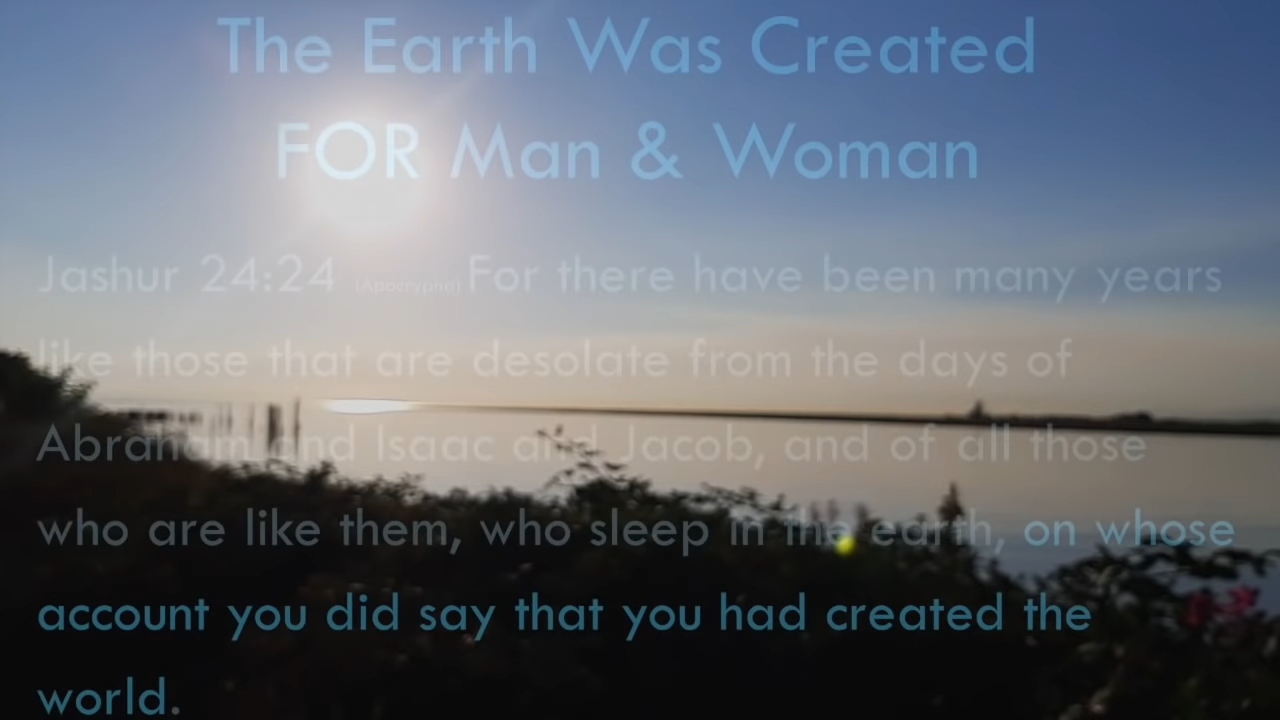 The Earth Was Created
FOR Man & Woman
Jashur 24:24 (Apocrypha) For there have been many years
like those that are desolate from the days of
Abraham and Isaac and Jacob, and of all those
who are like them, who sleep in the earth, on whose
account you did say that you had created the
world.